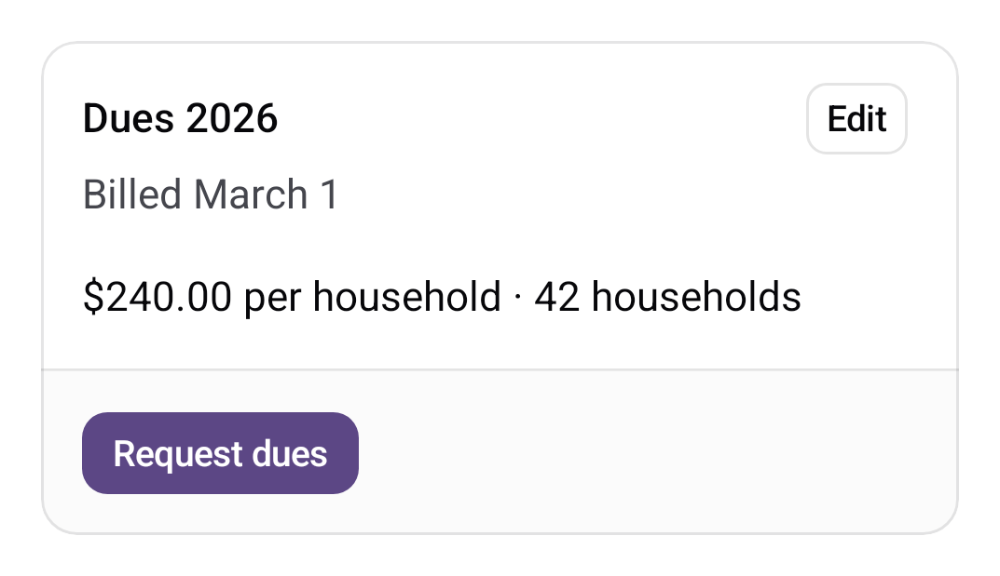 Dues 2026
Edit
Billed March 1
$240.00 per household · 42 households
Request dues